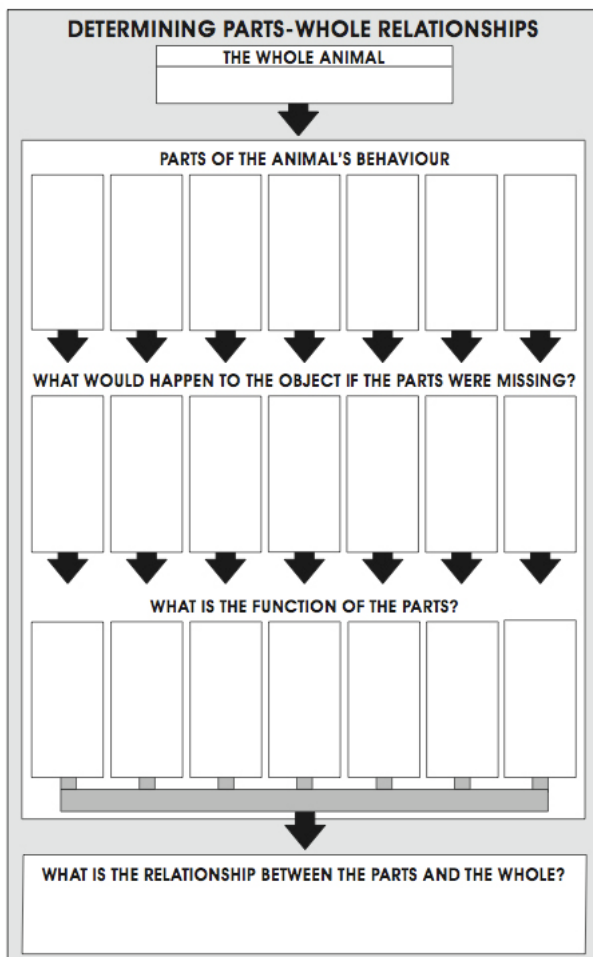 DETERMINING PARTS-WHOLE RELATIONSHIPS
THE WHOLE ANIMAL
PARTS OF THE ANIMAL'S BEHAVIOUR
WHAT WOULD HAPPEN TO THE OBJECT IF THE PARTS WERE MISSING?
WHAT IS THE FUNCTION OF THE PARTS?
WHAT IS THE RELATIONSHIP BETWEEN THE PARTS AND THE WHOLE?